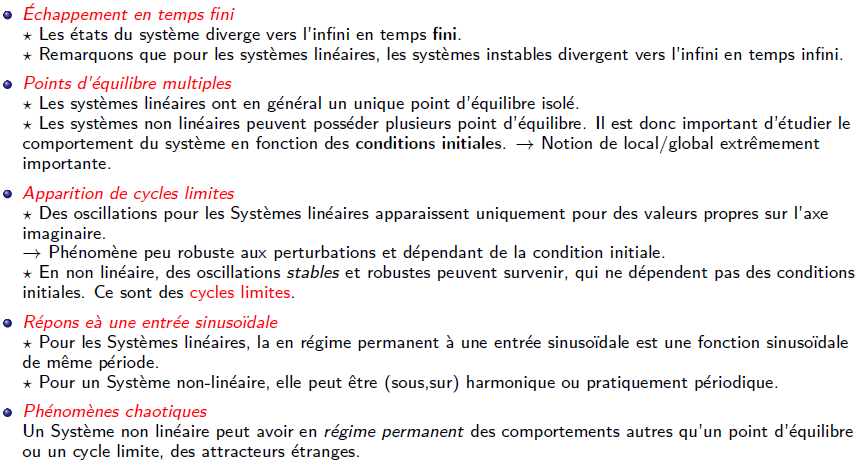 Échappement en temps fini
⋆ Les états du système diverge vers l'infini en temps fini.
⋆ Remarquons que pour les systèmes linéaires, les systèmes instables divergent vers l'infini en temps infini.
Points d'équilibre multiples
⋆ Les systèmes linéaires ont en général un unique point d'équilibre isolé.
⋆ Les systèmes non linéaires peuvent posséder plusieurs point d'équilibre. Il est donc important d'étudier le
comportement du système en fonction des conditions initiales. → Notion de local/global extrêmement
importante.
Apparition de cycles limites
⋆ Des oscillations pour les Systèmes linéaires apparaissent uniquement pour des valeurs propres sur l'axe
imaginaire.
→ Phénomène peu robuste aux perturbations et dépendant de la condition initiale.
⋆ En non linéaire, des oscillations stables et robustes peuvent survenir, qui ne dépendent pas des conditions
initiales. Ce sont des cycles limites.
Répons eà une entrée sinusoïdale
⋆ Pour les Systèmes linéaires, la en régime permanent à une entrée sinusoïdale est une fonction sinusoïdale
de même période.
⋆ Pour un Système non-linéaire, elle peut être (sous,sur) harmonique ou pratiquement périodique.
Phénomènes chaotiques
Un Système non linéaire peut avoir en régime permanent des comportements autres qu'un point d'équilibre
ou un cycle limite, des attracteurs étranges.